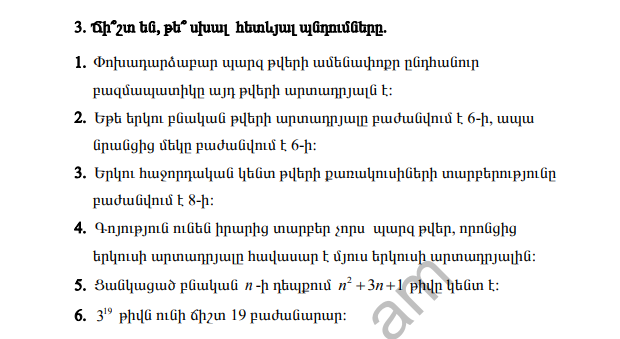 3. Ճի՞շտ են, թե՞ սխալ հետևյալ պնդումները.
1. Փոխադարձաբար պարզ թվերի ամենափոքր ընդհանուր
բազմապատիկը այդ թվերի արտադրյալն է:
2. Եթե երկու բնական թվերի արտադրյալը բաժանվում է 6-ի, ապա
նրանցից մեկը բաժանվում է 6-ի:
3. Երկու հաջորդական կենտ թվերի քառակուսիների տարբերությունը
բաժանվում է 8-ի:
4. Գոյություն ունեն իրարից տարբեր չորս պարզ թվեր, որոնցից
երկուսի արտադրյալը հավասար է մյուս երկուսի արտադրյալին:
5. Ցանկացած բնական n -ի դեպքում n² + 3n + 1 թիվը կենտ է:
6. 3¹⁹ թիվն ունի ճիշտ 19 բաժանարար:
am